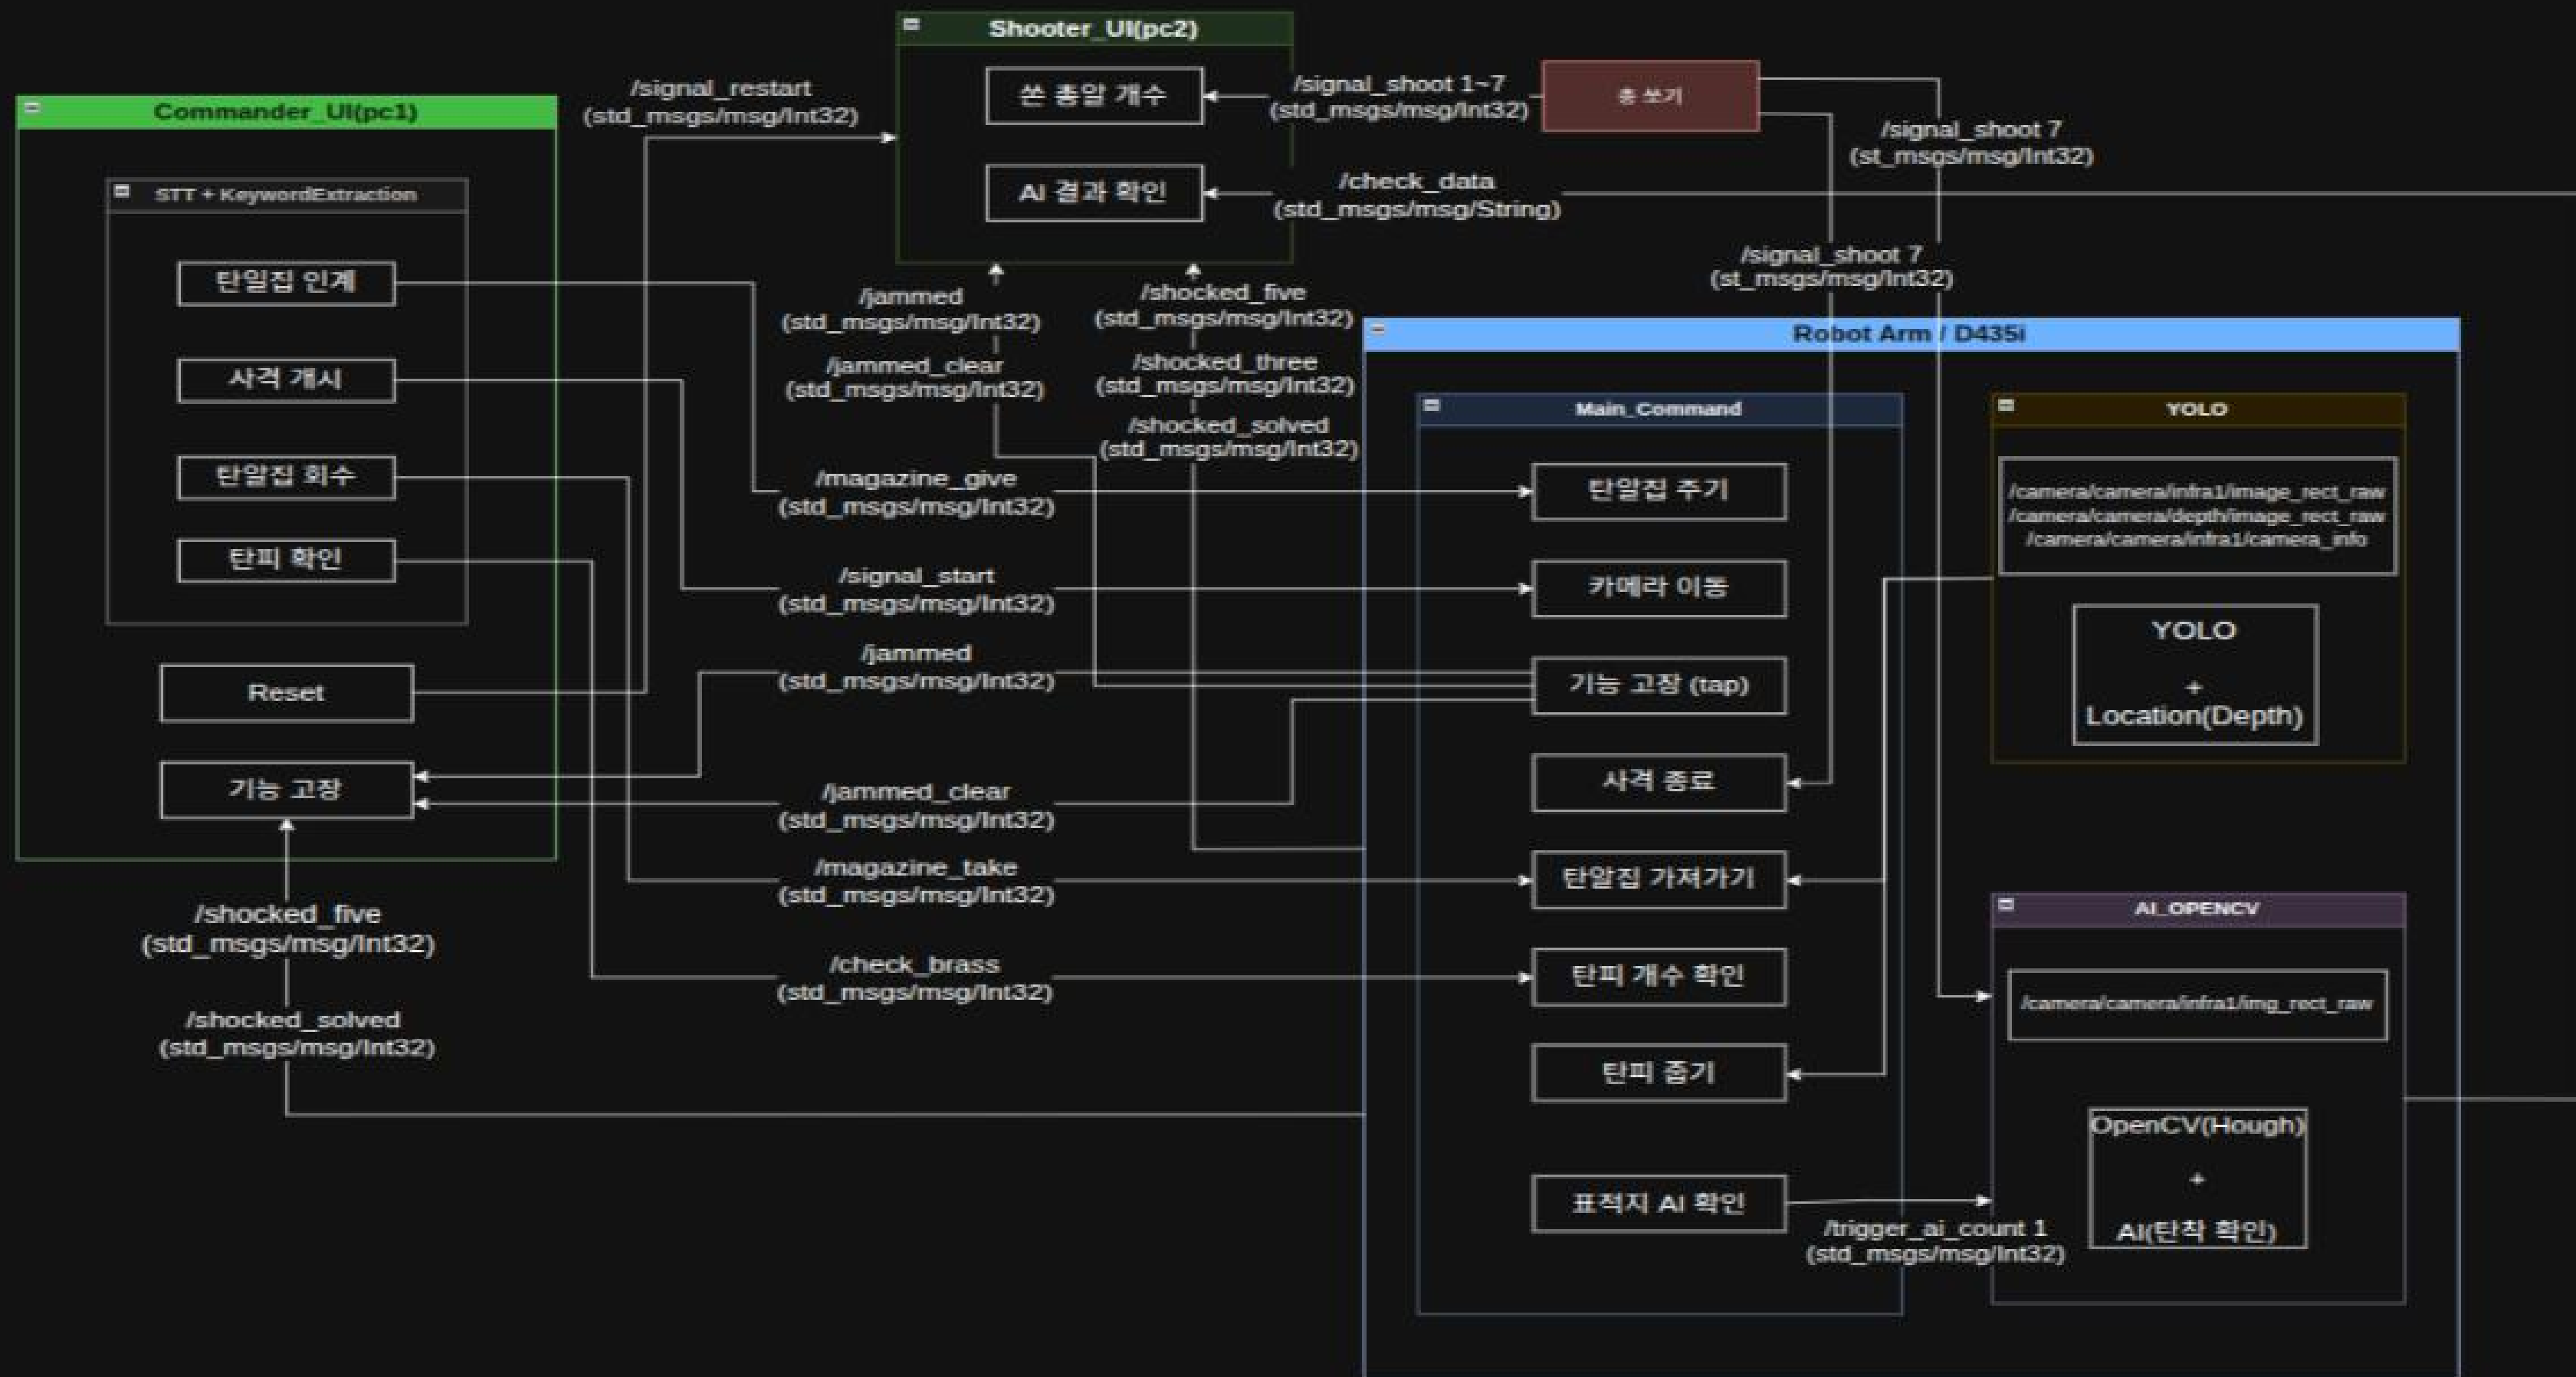 Shooter_UI(pc2)
쏜 총알 개수
AI 결과 확인
/signal_shoot 1~7
(std_msgs/msg/Int32)
총 쏘기
/check_data
(std_msgs/msg/String)
/signal_shoot 7
(st_msgs/msg/Int32)
/signal_shoot 7
(st_msgs/msg/Int32)
/signal_restart
(std_msgs/msg/Int32)
Commander_UI(pc1)
STT + KeywordExtraction
탄일집 인계
사격 개시
탄알집 회수
탄피 확인
Reset
기능 고장
/shocked_five
(std_msgs/msg/Int32)
/shocked_solved
(std_msgs/msg/Int32)
/jammed
(std_msgs/msg/Int32)
/jammed_clear
(std_msgs/msg/Int32)
/shocked_five
(std_msgs/msg/Int32)
/shocked_three
(std_msgs/msg/Int32)
/shocked_solved
(std_msgs/msg/Int32)
/magazine_give
(std_msgs/msg/Int32)
/signal_start
(std_msgs/msg/Int32)
/jammed
(std_msgs/msg/Int32)
/jammed_clear
(std_msgs/msg/Int32)
/magazine_take
(std_msgs/msg/Int32)
/check_brass
(std_msgs/msg/Int32)
Robot Arm / D435i
Main_Command
탄알집 주기
카메라 이동
기능 고장 (tap)
사격 종료
탄알집 가져가기
탄피 개수 확인
탄피 줍기
표적지 AI 확인
/trigger_ai_count 1
(std_msgs/msg/Int32)
YOLO
/camera/camera/infra1/image_rect_raw
/camera/camera/depth/image_rect_raw
/camera/camera/infra1/camera_info
YOLO
+
Location(Depth)
AI_OPENCV
/camera/camera/infra1/img_rect_raw
OpenCV(Hough)
+
AI(탄착 확인)